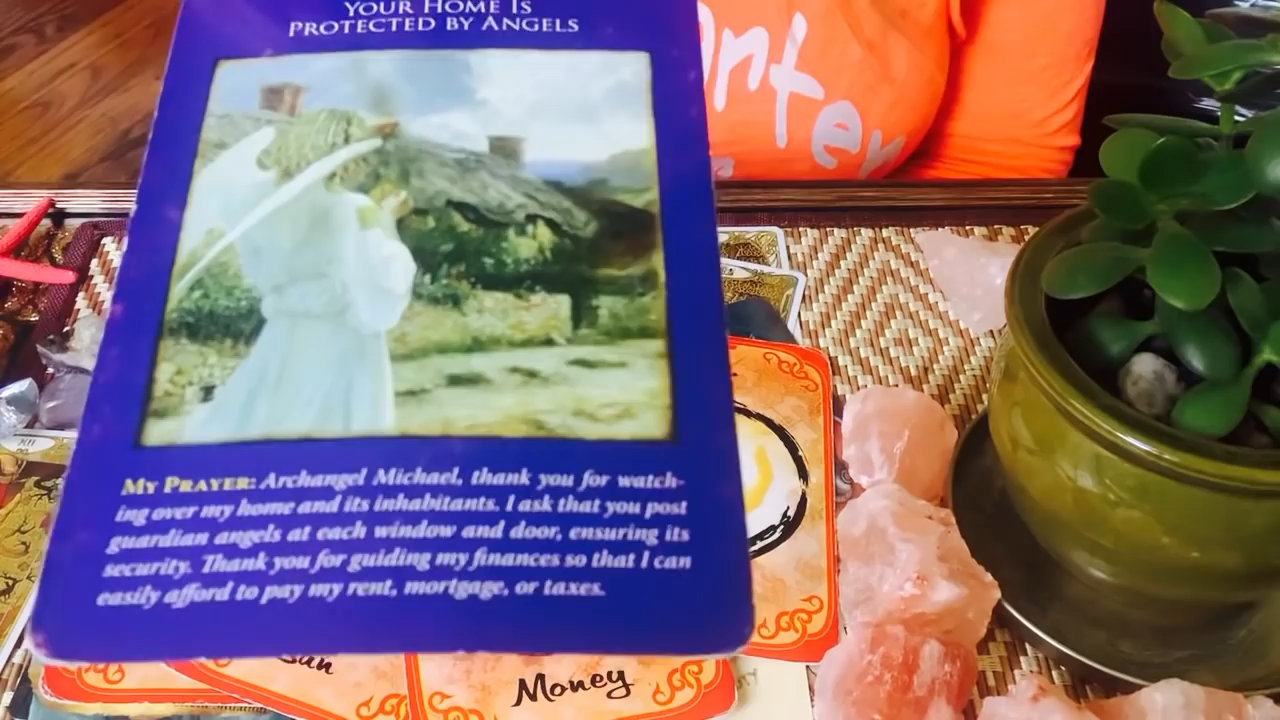 YOUR HOME IS
PROTECTED BY ANGELS
MY PRAYER: Archangel Michael, thank you for watch-
ing over my home and its inhabitants. I ask that you post
guardian angels at each window and door, ensuring its
security. Thank you for guiding my finances so that I can
easily afford to pay my rent, mortgage, or taxes.
Money
XII